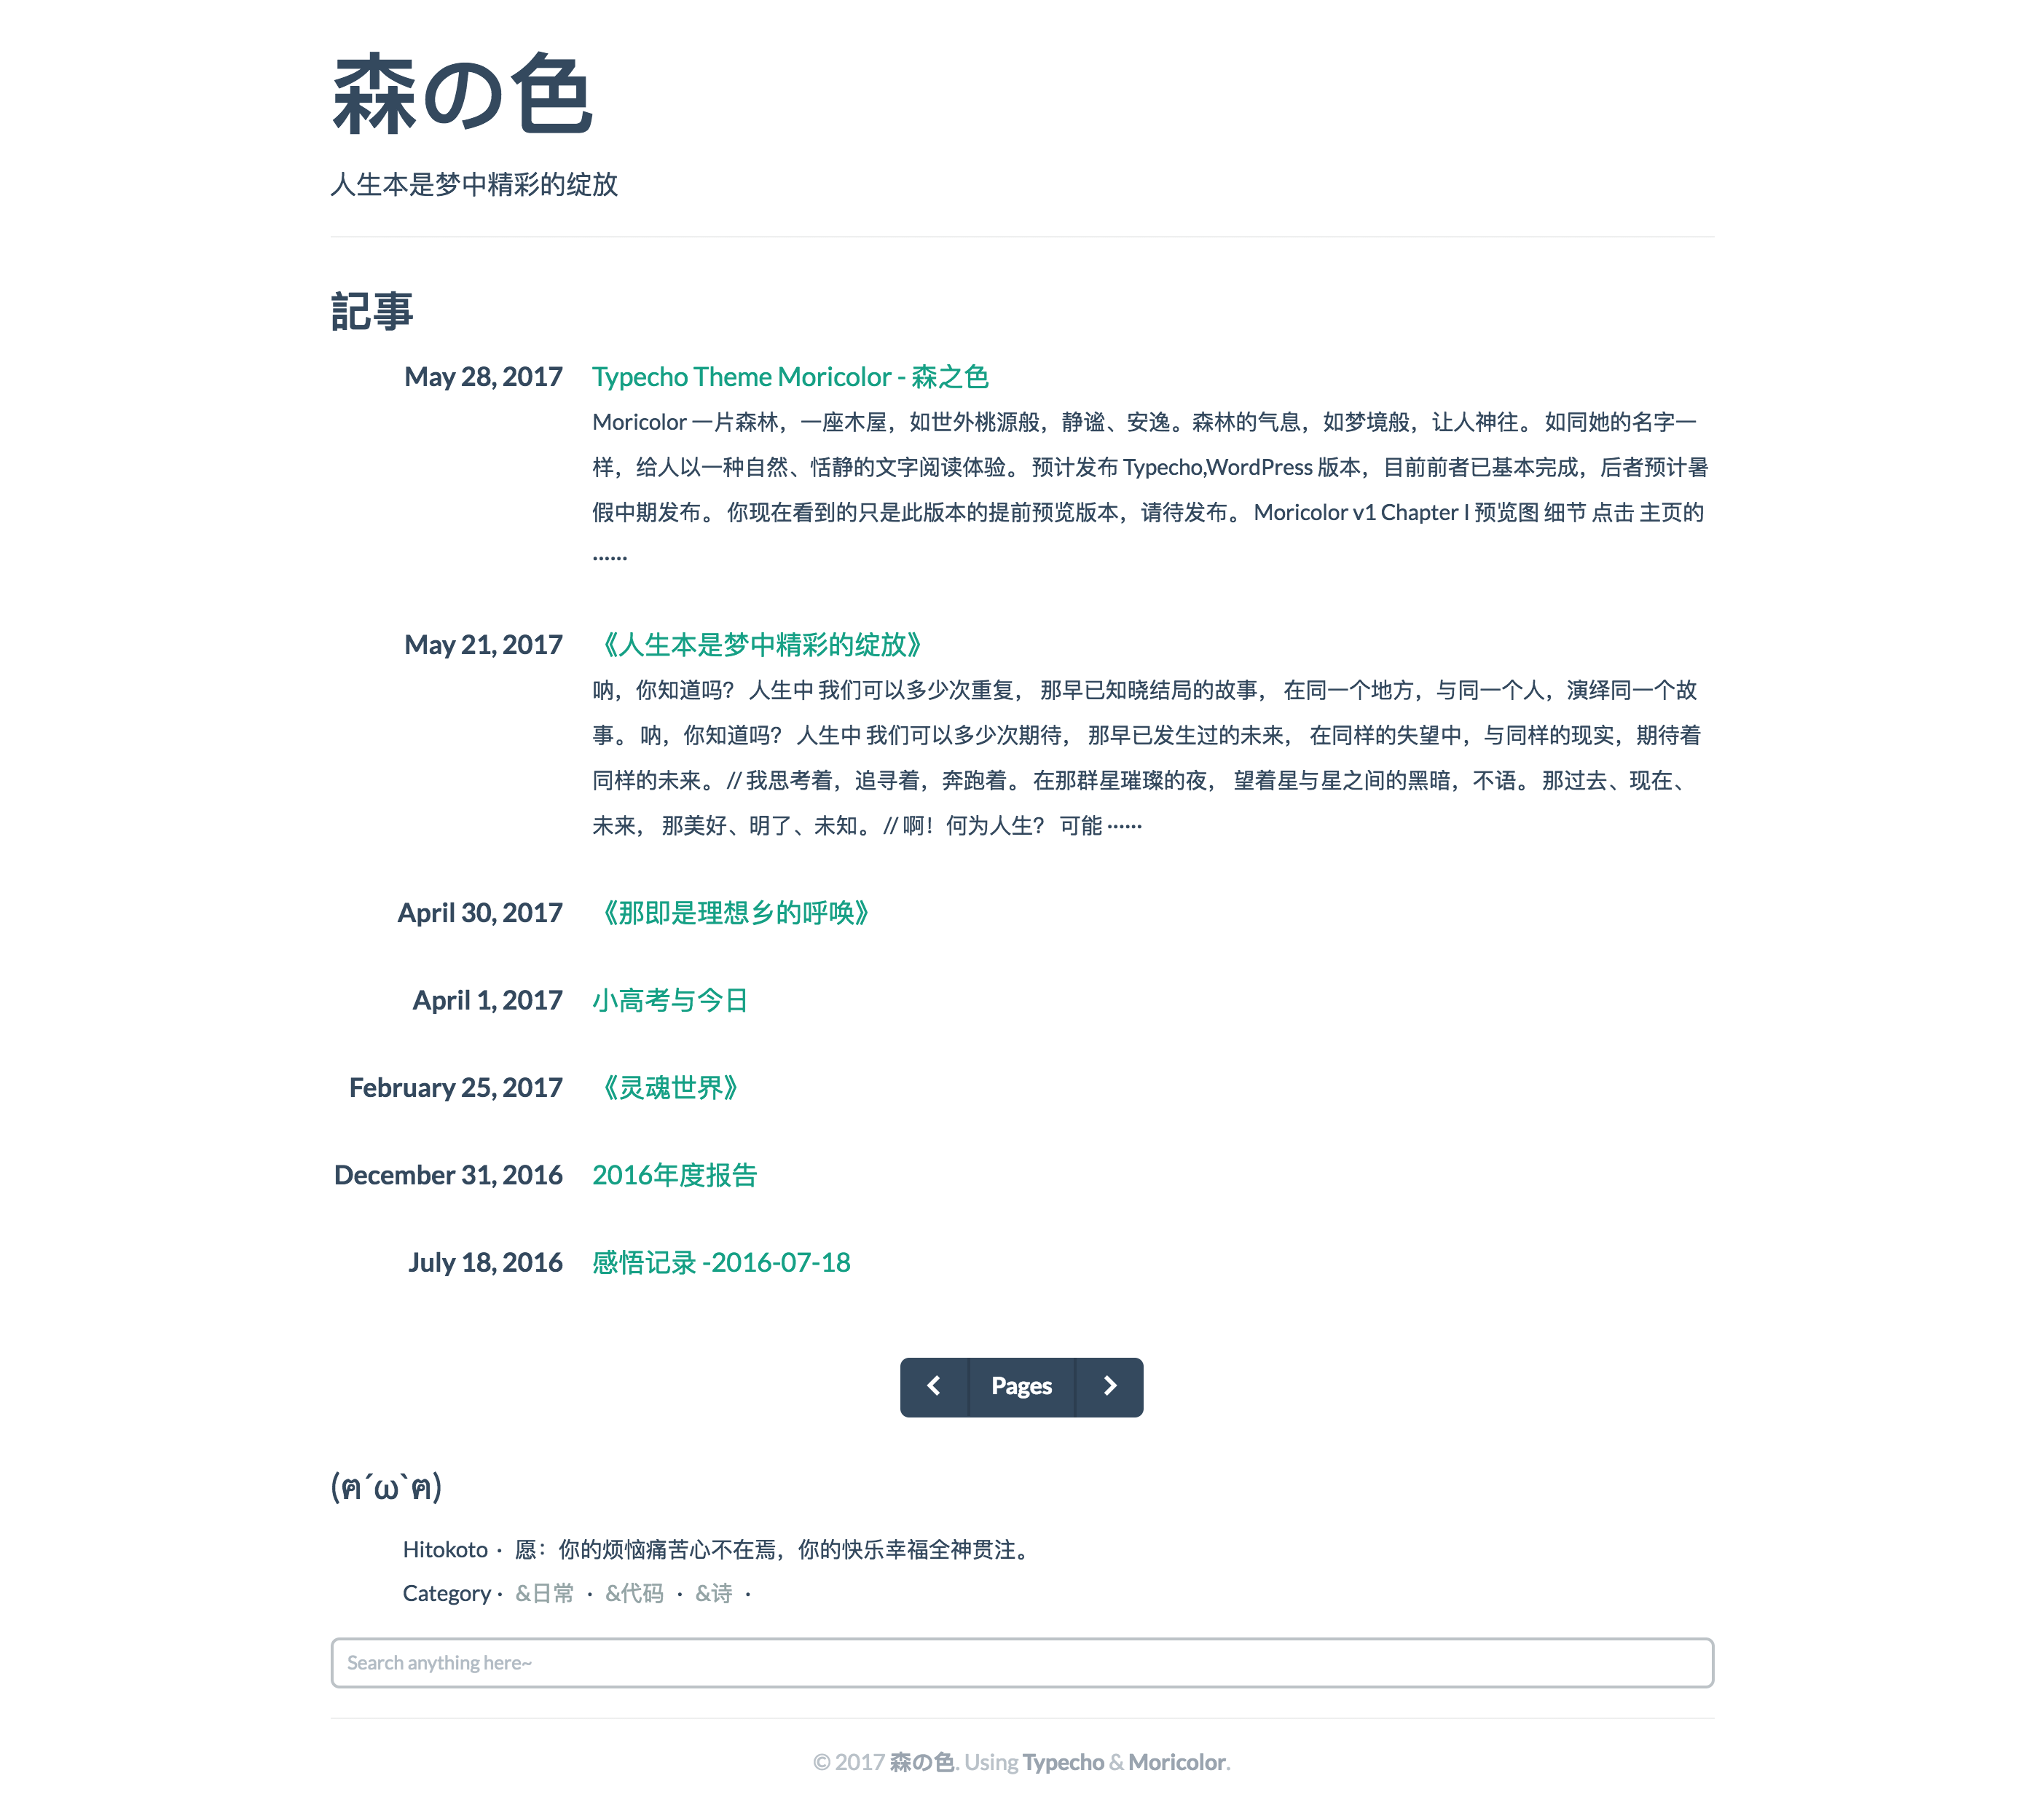 森の色
人生本是梦中精彩的绽放
記事
May 28, 2017 Typecho Theme Moricolor - 森之色
Moricolor 一片森林，一座木屋，如世外桃源般，静谧、安逸。森林的气息，如梦境般，让人神往。 如同她的名字一
样，给人以一种自然、恬静的文字阅读体验。 预计发布 Typecho,WordPress 版本，目前前者已基本完成，后者预计暑
假中期发布。 你现在看到的只是此版本的提前预览版本，请待发布。 Moricolor v1 Chapter I 预览图 细节 点击 主页的
······
May 21, 2017 《人生本是梦中精彩的绽放》
呐，你知道吗？ 人生中 我们可以多少次重复， 那早已知晓结局的故事， 在同一个地方，与同一个人，演绎同一个故
事。 呐，你知道吗？ 人生中 我们可以多少次期待， 那早已发生过的未来， 在同样的失望中，与同样的现实，期待着
同样的未来。 // 我思考着，追寻着，奔跑着。 在那群星璀璨的夜， 望着星与星之间的黑暗，不语。 那过去、现在、
未来， 那美好、明了、未知。 // 啊！何为人生？ 可能 ······
April 30, 2017 《那即是理想乡的呼唤》
April 1, 2017 小高考与今日
February 25, 2017 《灵魂世界》
December 31, 2016 2016年度报告
July 18, 2016 感悟记录 -2016-07-18
Pages
(ฅ´ω`ฅ)
Hitokoto · 愿：你的烦恼痛苦心不在焉，你的快乐幸福全神贯注。
Category · &日常 · &代码 · &诗 ·
Search anything here~
© 2017 森の色. Using Typecho & Moricolor.